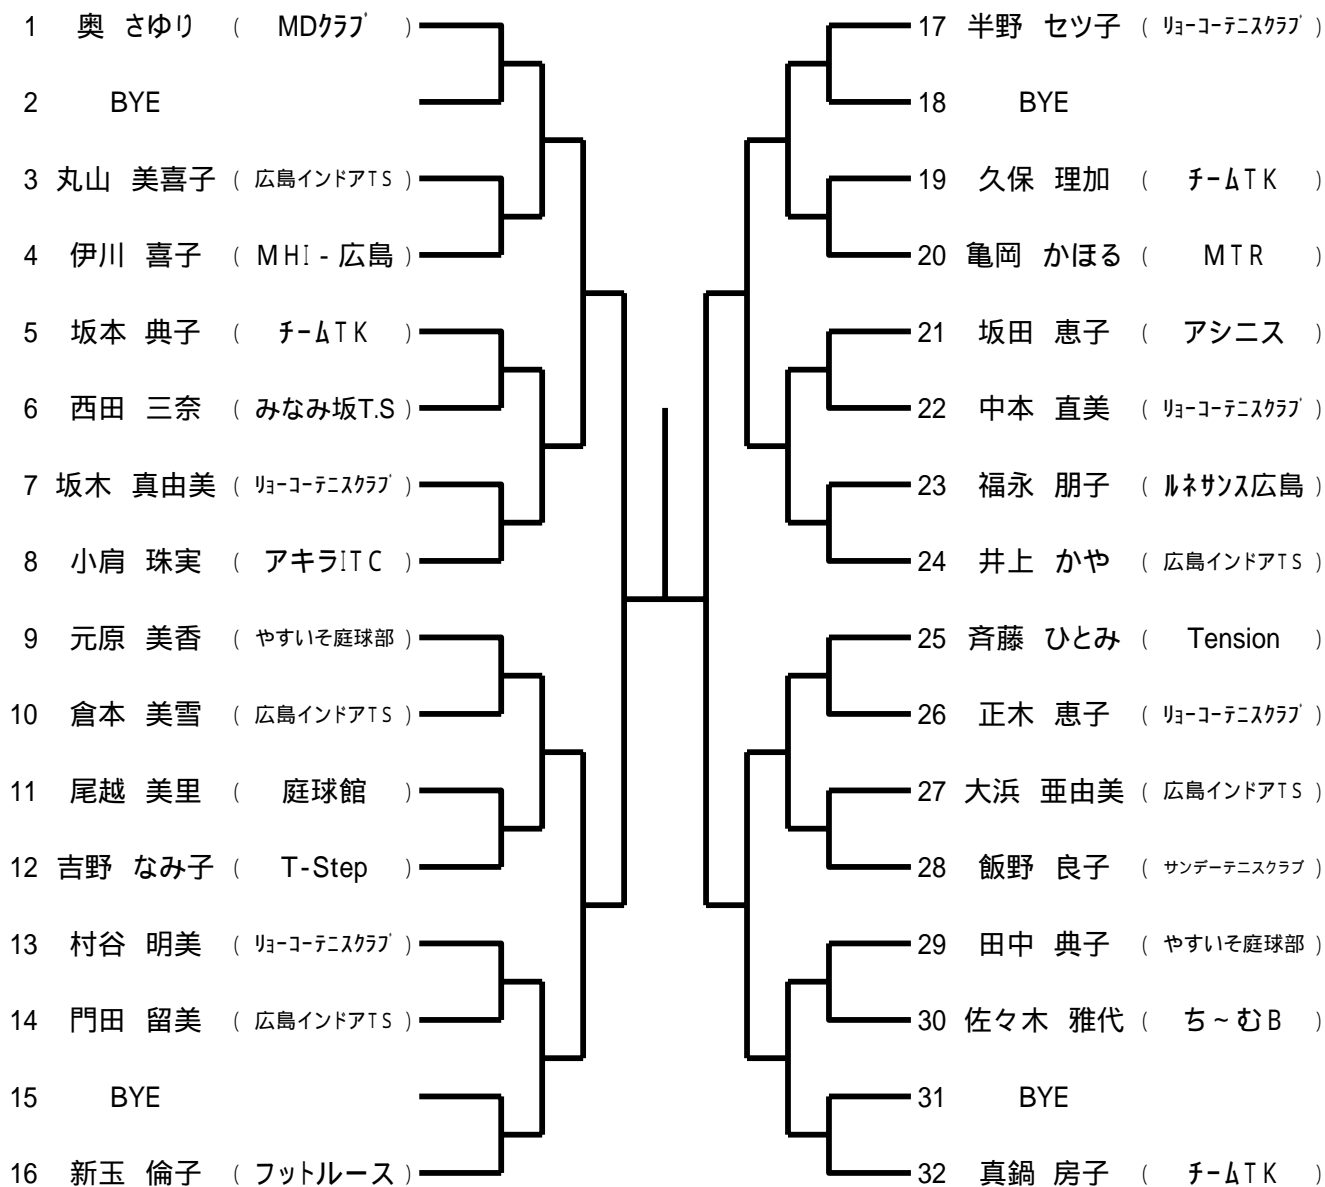 1 奥 さゆり ( MDｸﾗﾌﾞ )
2 BYE
3 丸山 美喜子 ( 広島インドアTS )
4 伊川 喜子 ( MHI - 広島 )
5 坂本 典子 ( ﾁｰﾑTK )
6 西田 三奈 ( みなみ坂T.S )
7 坂木 真由美 ( ﾘｮｰｺｰﾃﾆｽｸﾗﾌﾞ )
8 小肩 珠実 ( アキラITC )
9 元原 美香 ( やすいそ庭球部 )
10 倉本 美雪 ( 広島インドアTS )
11 尾越 美里 ( 庭球館 )
12 吉野 なみ子 ( T-Step )
13 村谷 明美 ( ﾘｮｰｺｰﾃﾆｽｸﾗﾌﾞ )
14 門田 留美 ( 広島インドアTS )
15 BYE
16 新玉 倫子 ( フットルース )
17 半野 セツ子 ( ﾘｮｰｺｰﾃﾆｽｸﾗﾌﾞ )
18 BYE
19 久保 理加 ( ﾁｰﾑTK )
20 亀岡 かほる ( MTR )
21 坂田 恵子 ( アシニス )
22 中本 直美 ( ﾘｮｰｺｰﾃﾆｽｸﾗﾌﾞ )
23 福永 朋子 ( ﾙﾈｻﾝｽ広島 )
24 井上 かや ( 広島インドアTS )
25 斉藤 ひとみ ( Tension )
26 正木 恵子 ( ﾘｮｰｺｰﾃﾆｽｸﾗﾌﾞ )
27 大浜 亜由美 ( 広島インドアTS )
28 飯野 良子 ( サンデーテニスクラブ )
29 田中 典子 ( やすいそ庭球部 )
30 佐々木 雅代 ( ち～むB )
31 BYE
32 真鍋 房子 ( ﾁｰﾑTK )